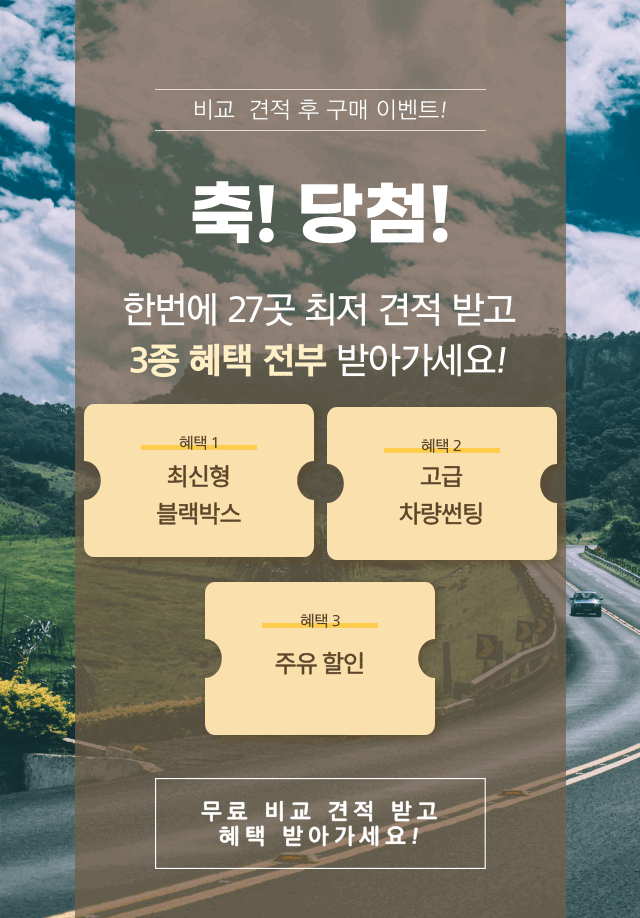 비교 견적 후 구매 이벤트!
축! 당첨!
한번에 27곳 최저 견적 받고
3종 혜택 전부 받아가세요!
혜택 1
최신형
블랙박스
혜택 2
고급
차량썬팅
혜택 3
주유 할인
무료 비교 견적 받고
혜택 받아가세요!